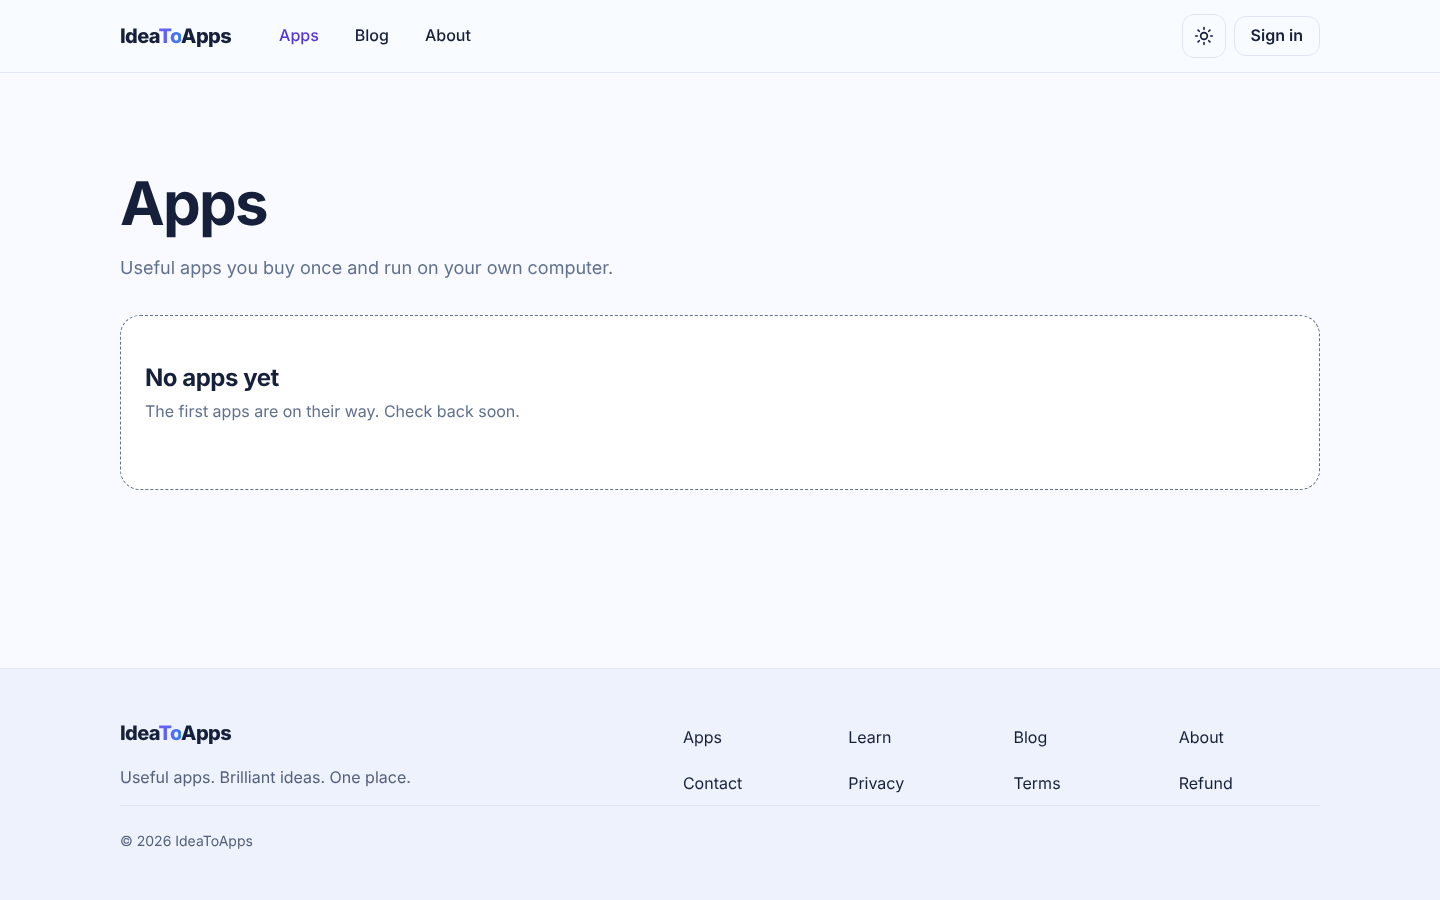 IdeaToApps
Apps
Blog
About
Sign in
Apps
Useful apps you buy once and run on your own computer.
No apps yet
The first apps are on their way. Check back soon.
IdeaToApps
Useful apps. Brilliant ideas. One place.
Apps
Learn
Blog
About
Contact
Privacy
Terms
Refund
© 2026 IdeaToApps